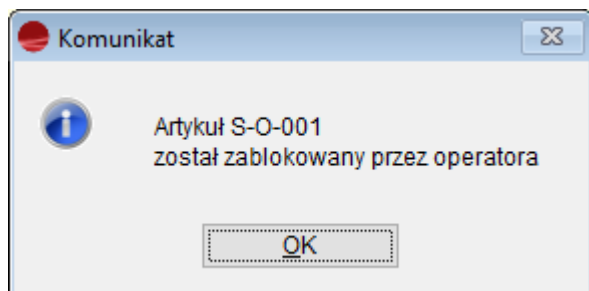 Komunikat
Artykuł S-O-001
został zablokowany przez operatora
OK